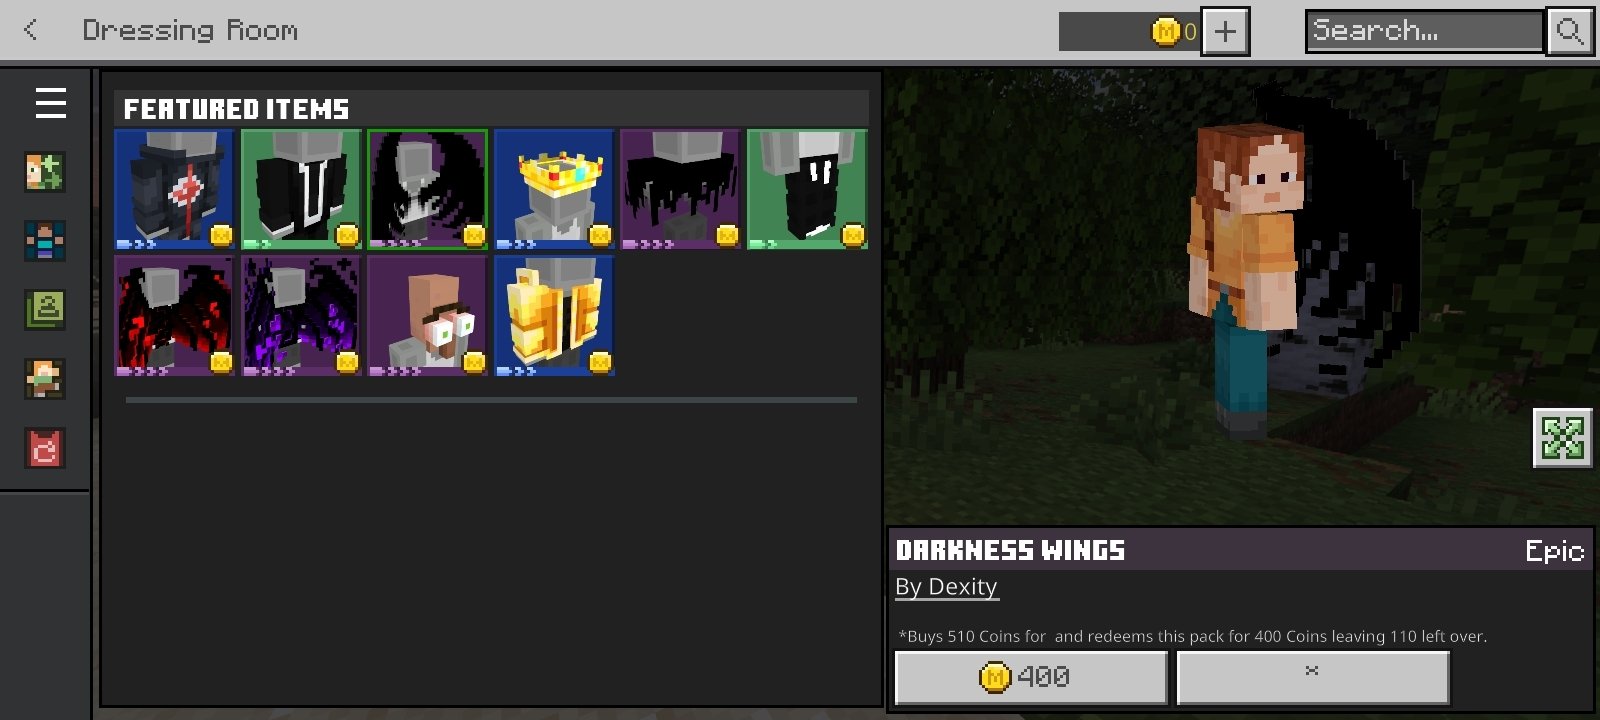 Dressing Room
0
Search...
FEATURED ITEMS
DARKNESS WINGS
Epic
By Dexity
*Buys 510 Coins for  and redeems this pack for 400 Coins leaving 110 left over.
400
*